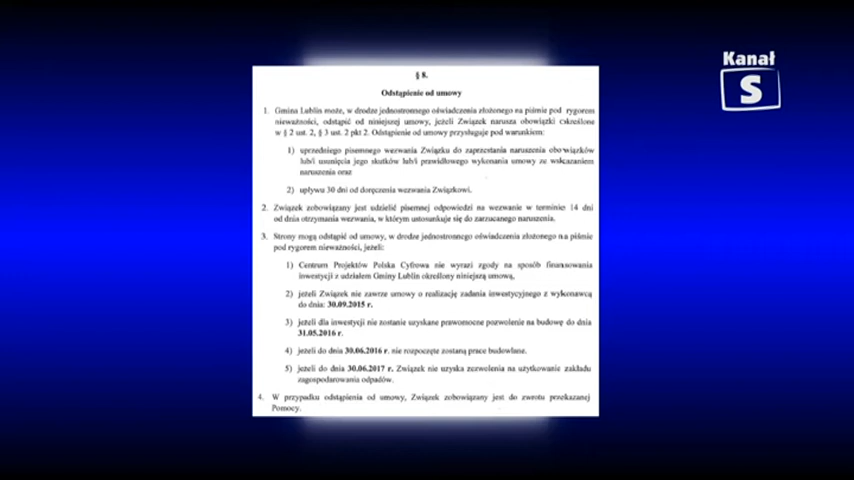 Kanał
S
§ 8.
Odstąpienie od umowy
1. Gmina Lublin może, w drodze jednostronnego oświadczenia złożonego na piśmie pod rygorem
nieważności, odstąpić od niniejszej umowy, jeżeli Związek narusza obowiązki określone
w § 2 ust. 2, § 3 ust. 2 pkt 2. Odstąpienie od umowy przysługuje pod warunkiem:
1) uprzedniego pisemnego wezwania Związku do zaprzestania naruszenia obowiązków
lub/i usunięcia jego skutków lub/i prawidłowego wykonania umowy ze wskazaniem
naruszenia oraz
2) upływu 30 dni od doręczenia wezwania Związkowi.
2. Związek zobowiązany jest udzielić pisemnej odpowiedzi na wezwanie w terminie 14 dni
od dnia otrzymania wezwania, w którym ustosunkuje się do zarzucanego naruszenia.
3. Strony mogą odstąpić od umowy, w drodze jednostronnego oświadczenia złożonego na piśmie
pod rygorem nieważności, jeżeli:
1) Centrum Projektów Polska Cyfrowa nie wyrazi zgody na sposób finansowania
inwestycji z udziałem Gminy Lublin określony niniejszą umową,
2) jeżeli Związek nie zawrze umowy o realizację zadania inwestycyjnego z wykonawcą
do dnia: 30.09.2015 r.
3) jeżeli dla inwestycji nie zostanie uzyskane prawomocne pozwolenie na budowę do dnia
31.05.2016 r.
4) jeżeli do dnia 30.06.2016 r. nie rozpoczęte zostaną prace budowlane.
5) jeżeli do dnia 30.06.2017 r. Związek nie uzyska zezwolenia na użytkowanie zakładu
zagospodarowania odpadów.
4. W przypadku odstąpienia od umowy, Związek zobowiązany jest do zwrotu przekazanej
Pomocy.